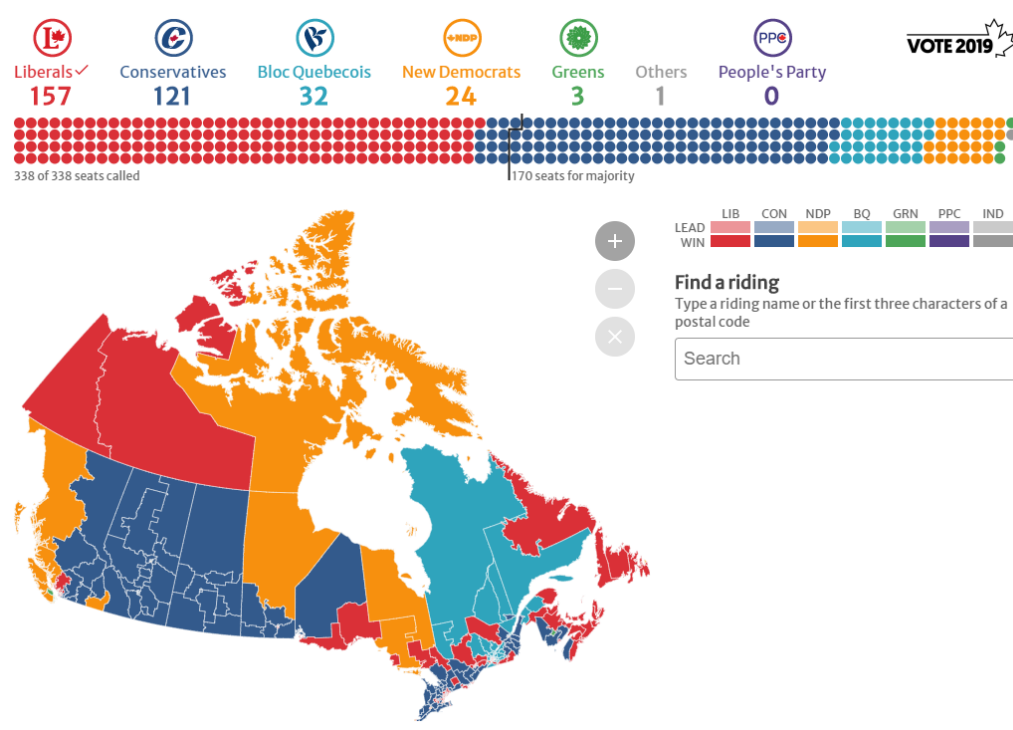 +NDP
PPC
VOTE 2019
Liberals
Conservatives
Bloc Quebecois
New Democrats
Greens
Others
People's Party
157
121
32
24
3
1
0
338 of 338 seats called
170 seats for majority
LIB CON NDP BQ GRN PPC IND
LEAD
WIN
Find a riding
Type a riding name or the first three characters of a
postal code
Search